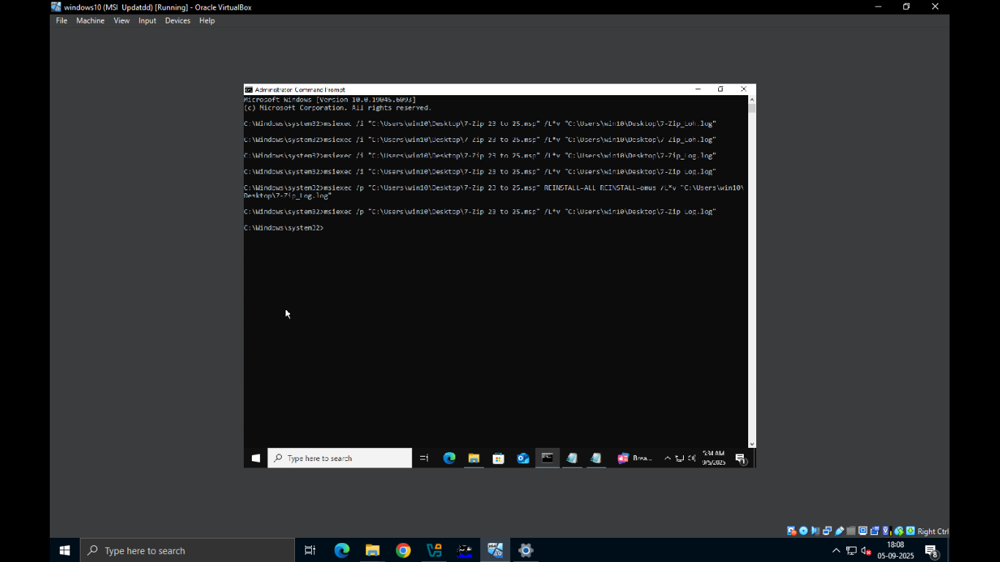 windows10 (MSI Updatdd) [Running] - Oracle VirtualBox
File Machine View Input Devices Help
Administrator: Command Prompt
Microsoft Windows [Version 10.0.19045.6093]
(c) Microsoft Corporation. All rights reserved.
C:\Windows\system32>msiexec /i "C:\Users\win10\Desktop\7-Zip 23 to 25.msp" /L*v "C:\Users\win10\Desktop\7-Zip_Loh.log"
C:\Windows\system32>msiexec /i "C:\Users\win10\Desktop\7-Zip 23 to 25.msp" /L*v "C:\Users\win10\Desktop\7-Zip_Loh.log"
C:\Windows\system32>msiexec /i "C:\Users\win10\Desktop\7-Zip 23 to 25.msp" /L*v "C:\Users\win10\Desktop\7-Zip_Log.log"
C:\Windows\system32>msiexec /i "C:\Users\win10\Desktop\7-Zip 23 to 25.msp" /L*v "C:\Users\win10\Desktop\7-Zip_Log.log"
C:\Windows\system32>msiexec /p "C:\Users\win10\Desktop\7-Zip 23 to 25.msp" REINSTALL=ALL REINSTALL=omus /L*v "C:\Users\win10\
Desktop\7-Zip_Log.log"
C:\Windows\system32>msiexec /p "C:\Users\win10\Desktop\7-Zip 23 to 25.msp" /L*v "C:\Users\win10\Desktop\7-Zip_Log.log"
C:\Windows\system32>
Type here to search
Brea...
5:34 AM
9/5/2025
1
Right Ctrl
Type here to search
18:08
05-09-2025
8